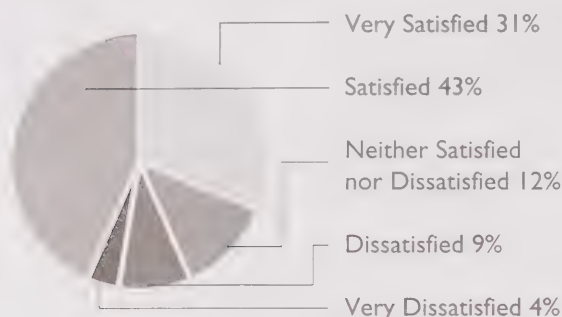 Very Satisfied 31%
Satisfied 43%
Neither Satisfied
nor Dissatisfied 12%
Dissatisfied 9%
Very Dissatisfied 4%